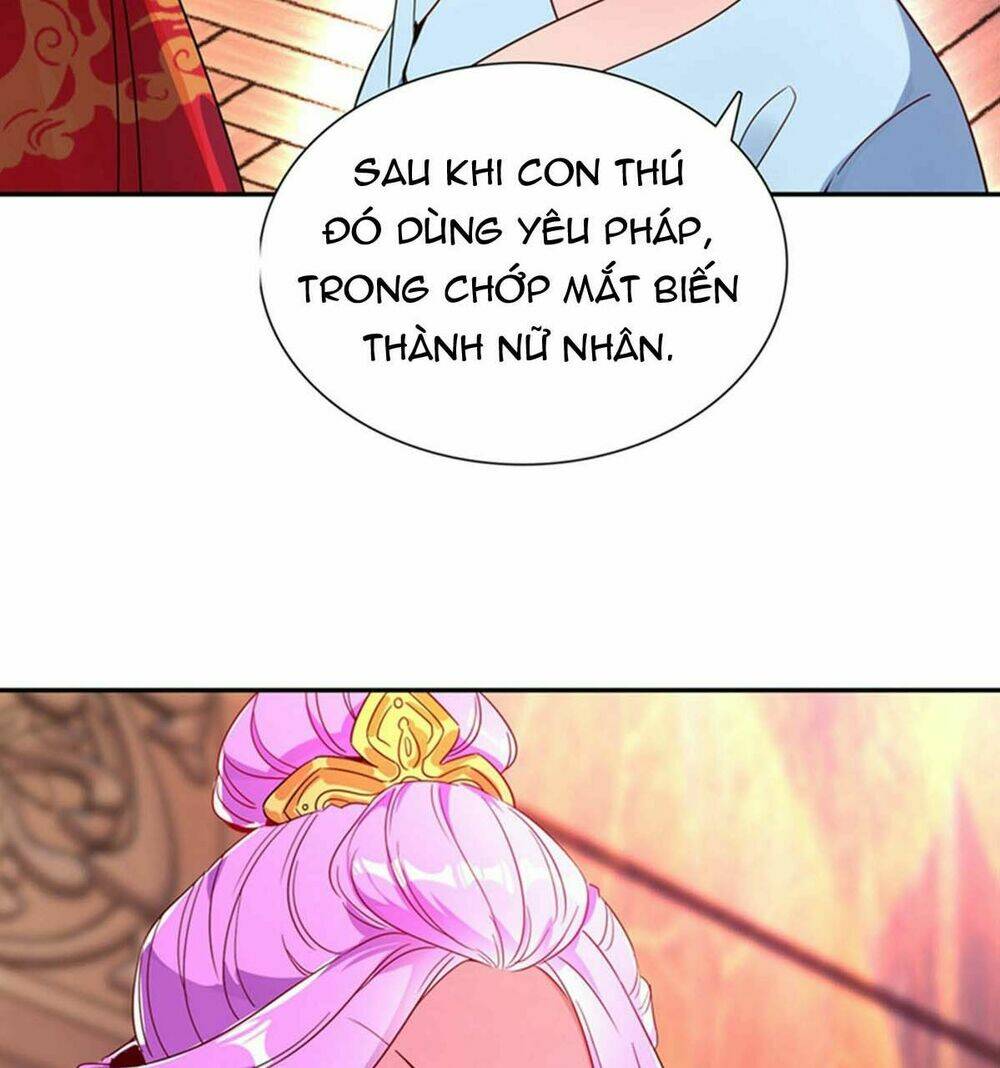 SAU KHI CON THÚ
ĐÓ DÙNG YÊU PHÁP,
TRONG CHỚP MẮT BIẾN
THÀNH NỮ NHÂN.